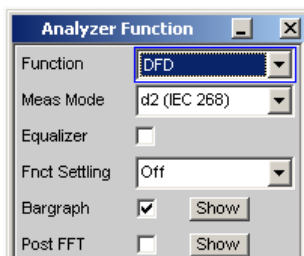 Analyzer Function
Function DFD
Meas Mode d2 (IEC 268)
Equalizer
Fnct Settling Off
Bargraph Show
Post FFT Show